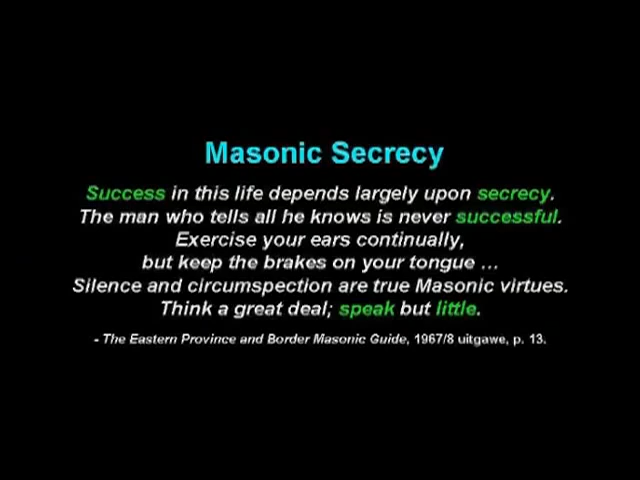 Masonic Secrecy
Success in this life depends largely upon secrecy.
The man who tells all he knows is never successful.
Exercise your ears continually,
but keep the brakes on your tongue ...
Silence and circumspection are true Masonic virtues.
Think a great deal; speak but little.
- The Eastern Province and Border Masonic Guide, 1967/8 uitgawe, p. 13.